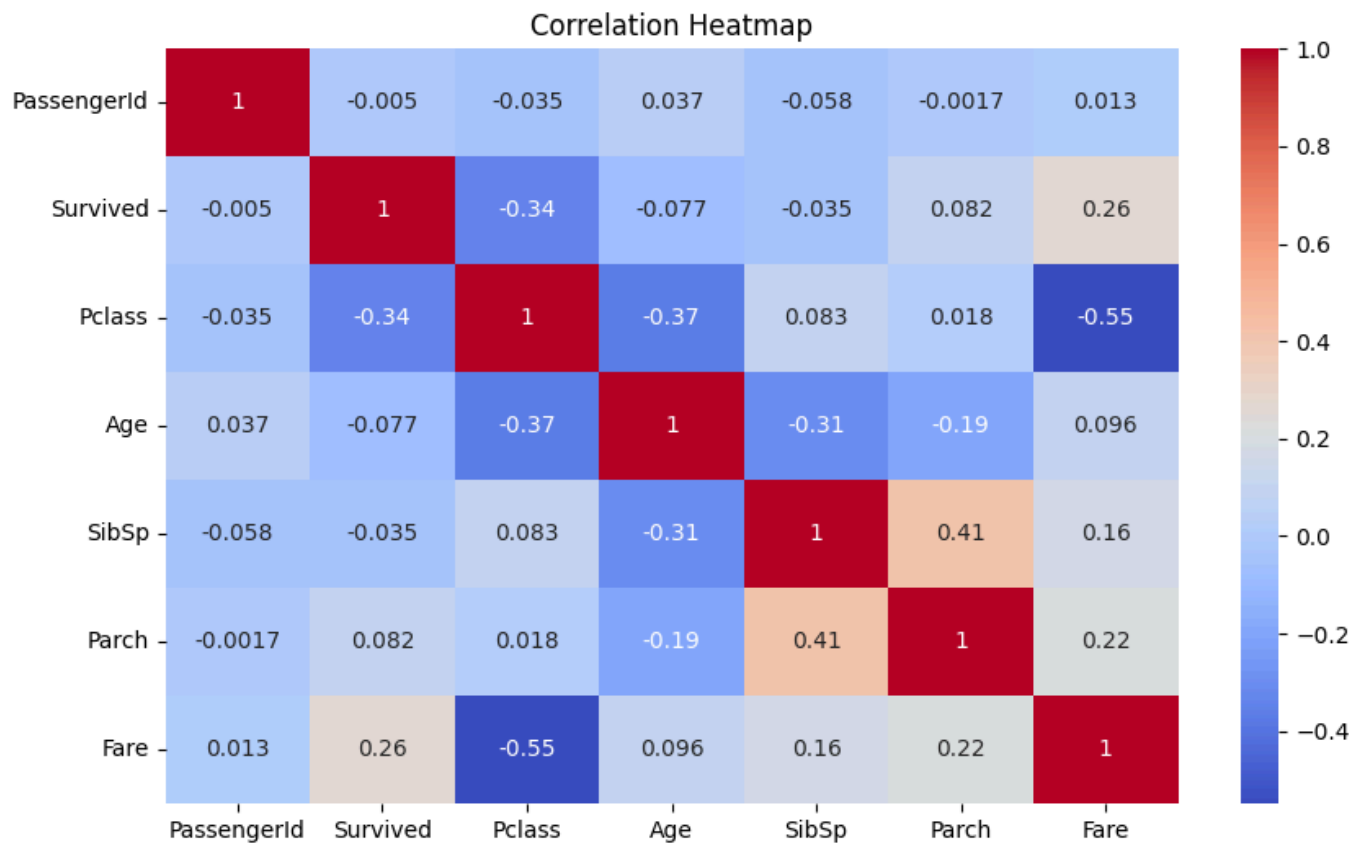 Correlation Heatmap
PassengerId 1 -0.005 -0.035 0.037 -0.058 -0.0017 0.013
Survived -0.005 1 -0.34 -0.077 -0.035 0.082 0.26
Pclass -0.035 -0.34 1 -0.37 0.083 0.018 -0.55
Age 0.037 -0.077 -0.37 1 -0.31 -0.19 0.096
SibSp -0.058 -0.035 0.083 -0.31 1 0.41 0.16
Parch -0.0017 0.082 0.018 -0.19 0.41 1 0.22
Fare 0.013 0.26 -0.55 0.096 0.16 0.22 1
PassengerId Survived Pclass Age SibSp Parch Fare
1.0
0.8
0.6
0.4
0.2
0.0
−0.2
−0.4